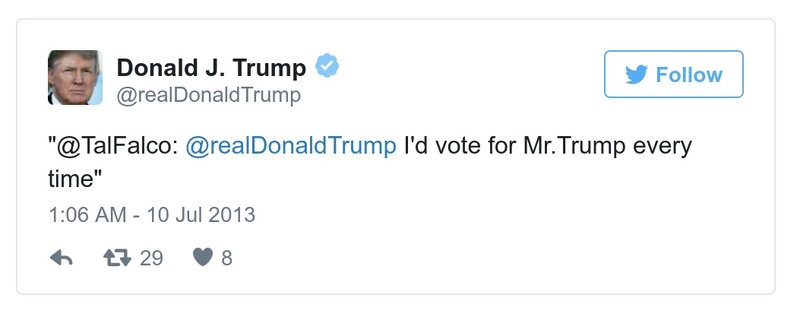 Donald J. Trump
@realDonaldTrump
Follow
"@TalFalco: @realDonaldTrump I'd vote for Mr.Trump every
time"
1:06 AM - 10 Jul 2013
29 8